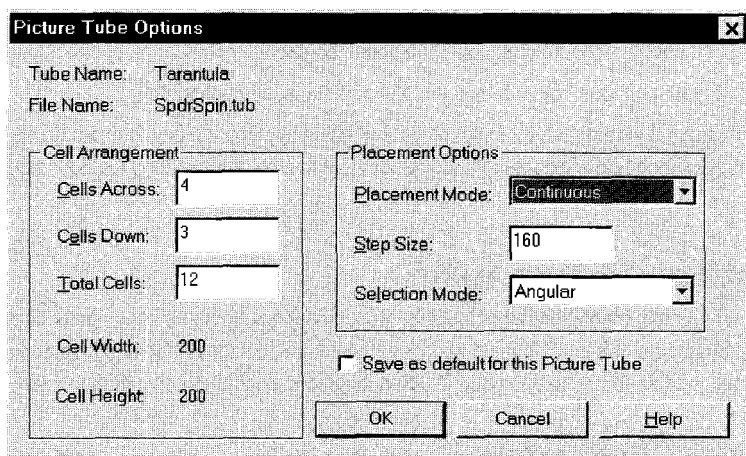 Picture Tube Options
Tube Name: Tarantula
File Name: SpdrSpin.tub
Cell Arrangement
Cells Across: 4
Cells Down: 3
Total Cells: 12
Cell Width: 200
Cell Height: 200
Placement Options
Placement Mode: Continuous
Step Size: 160
Selection Mode: Angular
Save as default for this Picture Tube
OK Cancel Help